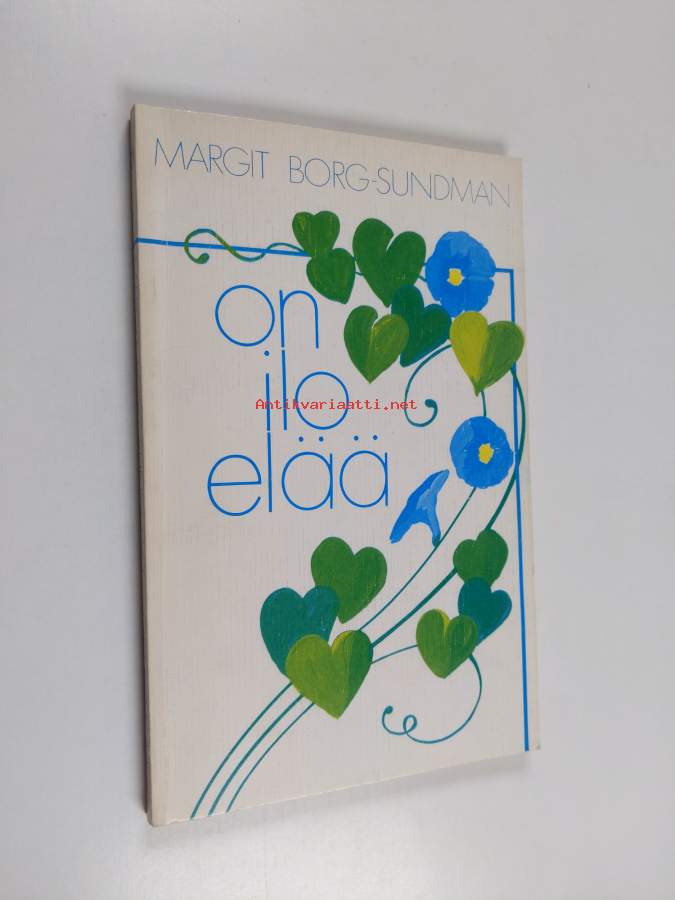 MARGIT BORG-SUNDMAN
on
ilo
Antikvariaatti.net
elää